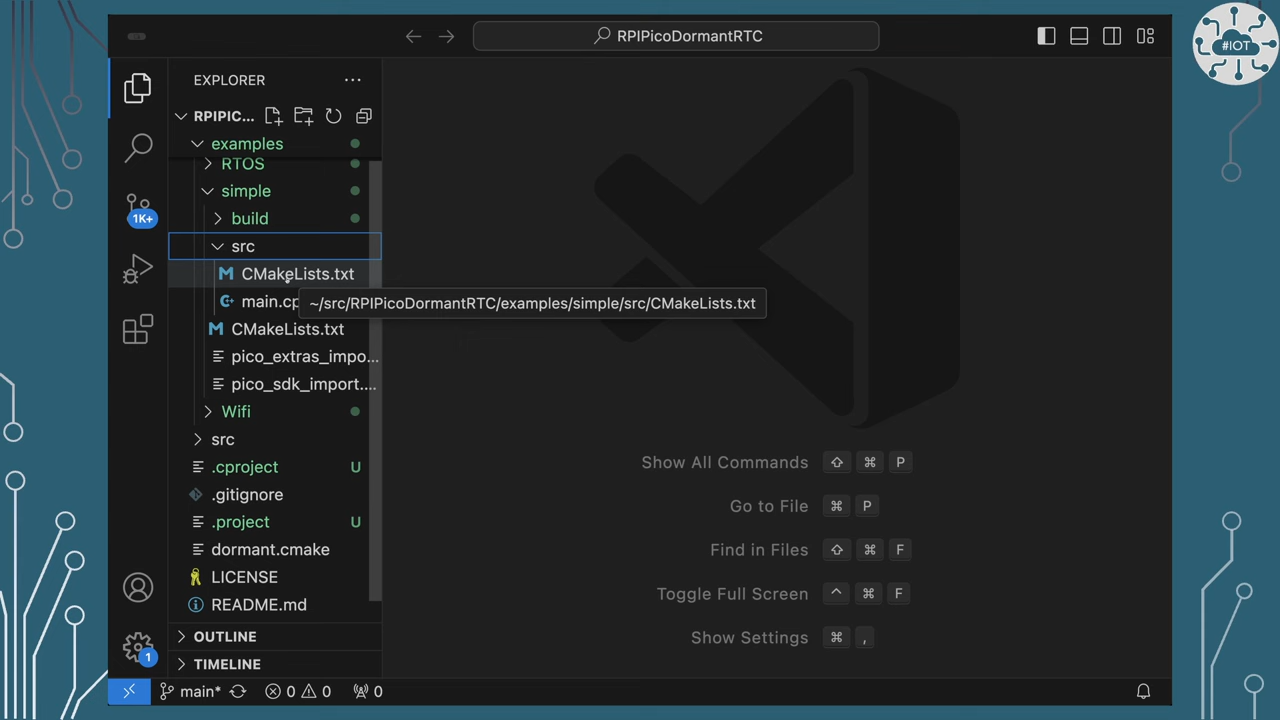 RPIPicoDormantRTC
#IOT
EXPLORER
RPIPIC...
examples
RTOS
simple
build
1K+
src
CMakeLists.txt
main.cp
~/src/RPIPicoDormantRTC/examples/simple/src/CMakeLists.txt
CMakeLists.txt
pico_extras_impo...
pico_sdk_import....
Wifi
src
.cproject U
.gitignore
.project U
dormant.cmake
LICENSE
README.md
OUTLINE
TIMELINE
1
Show All Commands ⇧ ⌘ P
Go to File ⌘ P
Find in Files ⇧ ⌘ F
Toggle Full Screen ^ ⌘ F
Show Settings ⌘ ,
main* 0 0 0